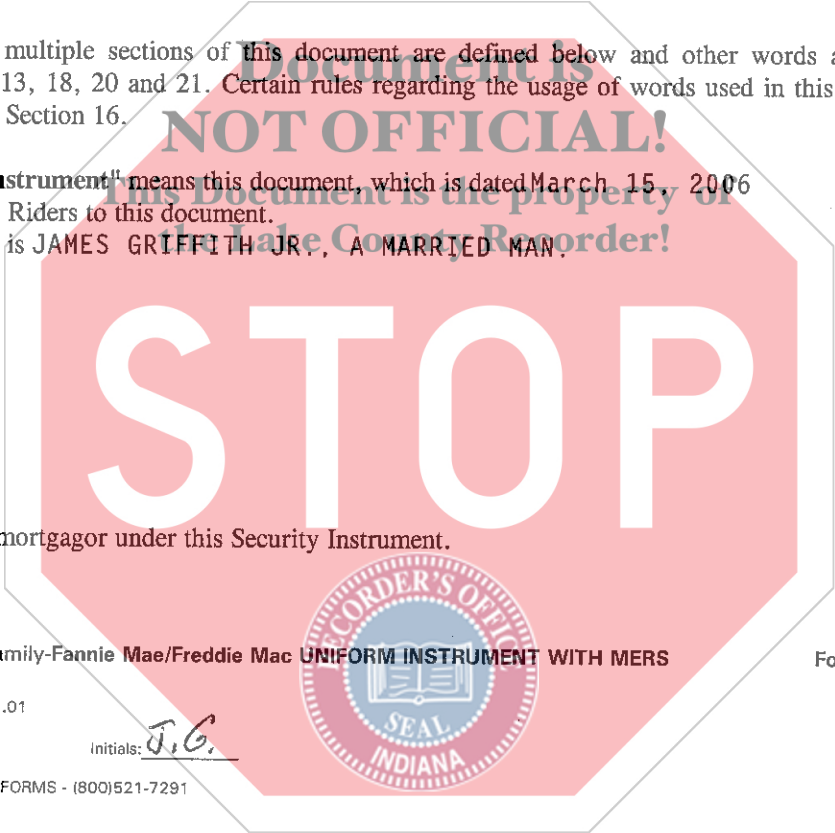 Document is
multiple sections of this document are defined below and other words a
13, 18, 20 and 21. Certain rules regarding the usage of words used in this
Section 16.
NOT OFFICIAL!
strument" means this document, which is dated March 15, 2006
This Document is the property of
Riders to this document.
the Lake County Recorder!
is JAMES GRIFFITH JR., A MARRIED MAN.
STOP
mortgagor under this Security Instrument.
RECORDER'S OFFICE
SEAL
INDIANA
mily-Fannie Mae/Freddie Mac UNIFORM INSTRUMENT WITH MERS
Fo
.01
Initials: J.G.
FORMS - (800)521-7291